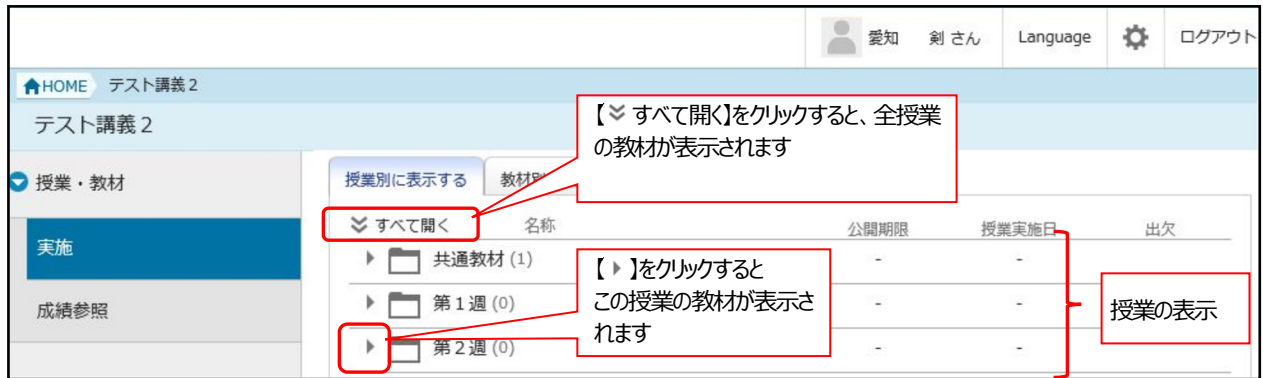 愛知 剣 さん Language ログアウト
HOME テスト講義２
テスト講義２
【 すべて開く】をクリックすると、全授業
の教材が表示されます
授業・教材
授業別に表示する 教材別
すべて開く 名称 公開期限 授業実施日 出欠
実施
共通教材 (1) - -
【 】をクリックすると
この授業の教材が表示さ
れます
第１週 (0) - -
成績参照
授業の表示
第２週 (0) - -